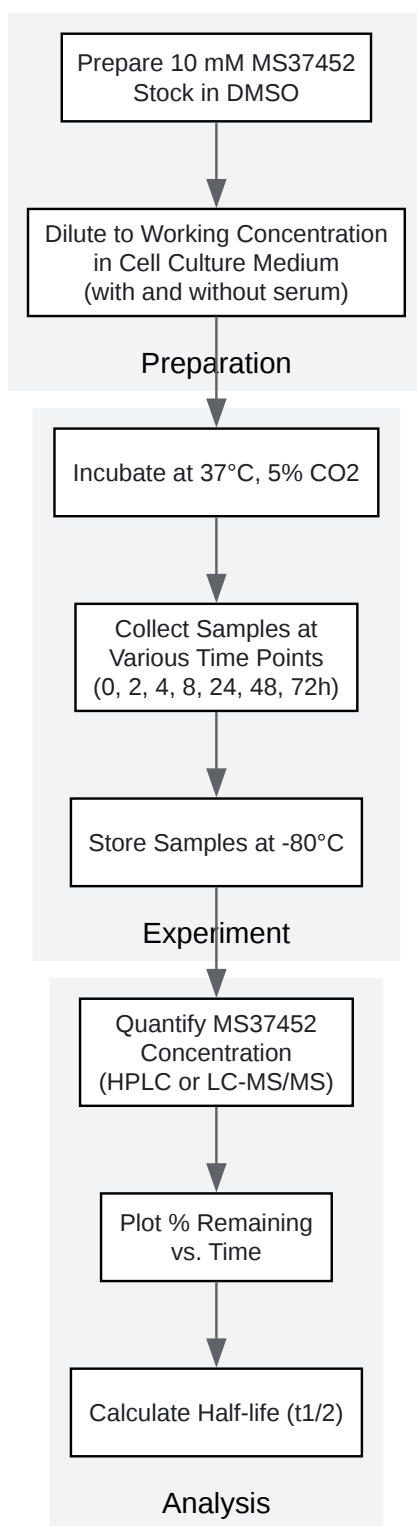 Prepare 10 mM MS37452
Stock in DMSO
Dilute to Working Concentration
in Cell Culture Medium
(with and without serum)
Preparation
Incubate at 37°C, 5% CO2
Collect Samples at
Various Time Points
(0, 2, 4, 8, 24, 48, 72h)
Store Samples at -80°C
Experiment
Quantify MS37452
Concentration
(HPLC or LC-MS/MS)
Plot % Remaining
vs. Time
Calculate Half-life (t1/2)
Analysis